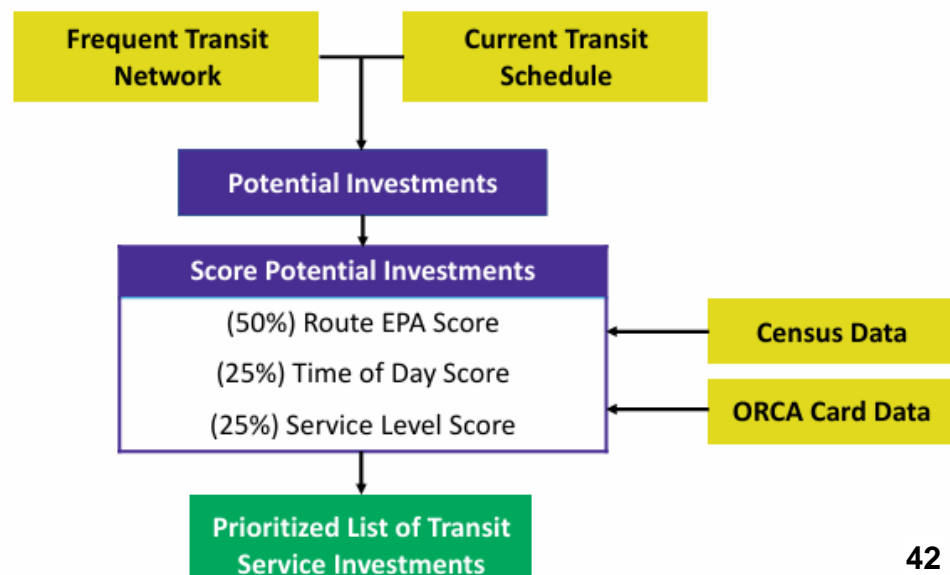 Frequent Transit
Network
Current Transit
Schedule
Potential Investments
Score Potential Investments
(50%) Route EPA Score
(25%) Time of Day Score
(25%) Service Level Score
Census Data
ORCA Card Data
Prioritized List of Transit
Service Investments
42